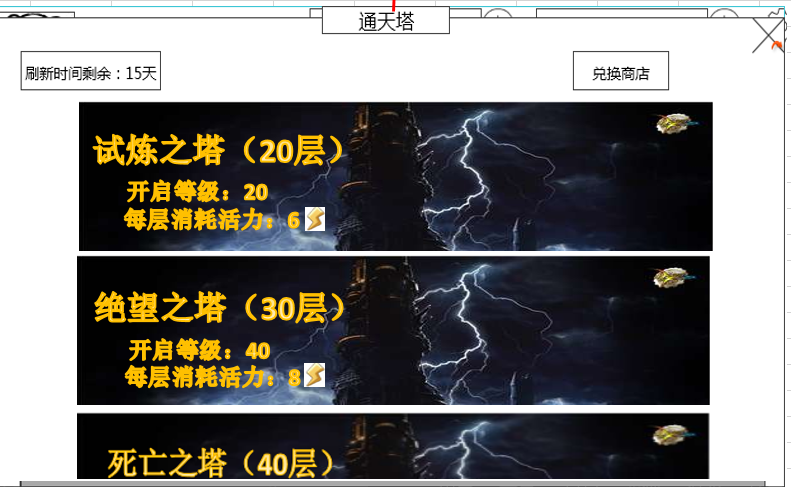 通天塔
刷新时间剩余：15天
兑换商店
试炼之塔（20层）
开启等级：20
每层消耗活力：6
绝望之塔（30层）
开启等级：40
每层消耗活力：8
死亡之塔（40层）